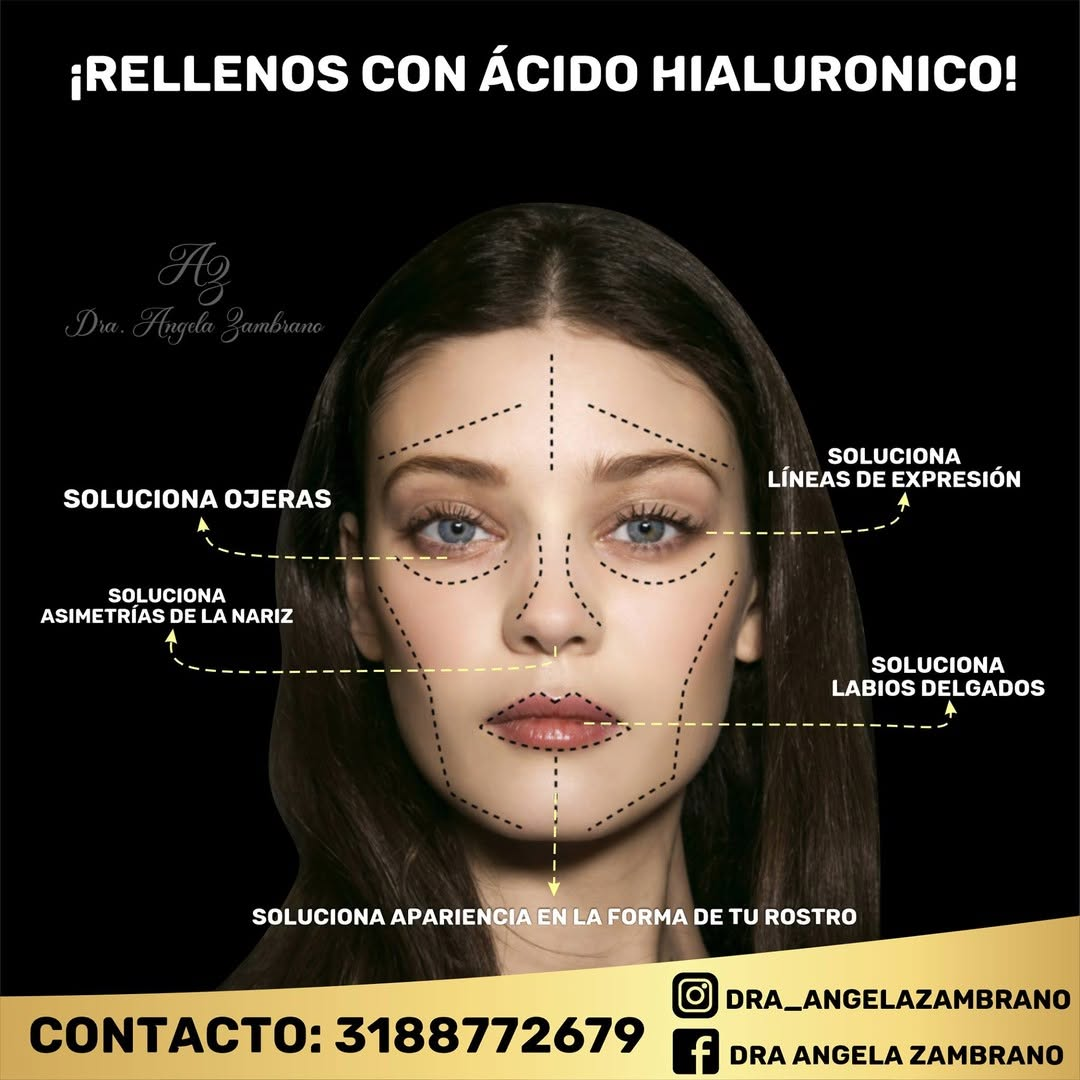 ¡RELLENOS CON ÁCIDO HIALURONICO!
AZ
Dra. Angela Zambrano
SOLUCIONA
LÍNEAS DE EXPRESIÓN
SOLUCIONA OJERAS
SOLUCIONA
ASIMETRÍAS DE LA NARIZ
SOLUCIONA
LABIOS DELGADOS
SOLUCIONA APARIENCIA EN LA FORMA DE TU ROSTRO
CONTACTO: 3188772679
DRA_ANGELAZAMBRANO
DRA ANGELA ZAMBRANO